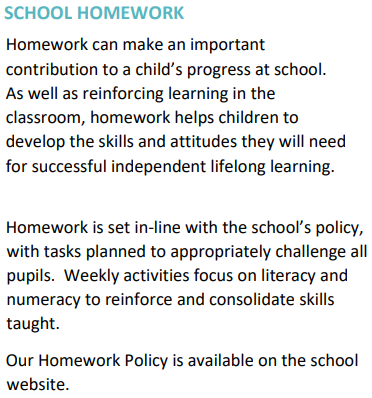 SCHOOL HOMEWORK
Homework can make an important
contribution to a child’s progress at school.
As well as reinforcing learning in the
classroom, homework helps children to
develop the skills and attitudes they will need
for successful independent lifelong learning.
Homework is set in-line with the school’s policy,
with tasks planned to appropriately challenge all
pupils.  Weekly activities focus on literacy and
numeracy to reinforce and consolidate skills
taught.
Our Homework Policy is available on the school
website.